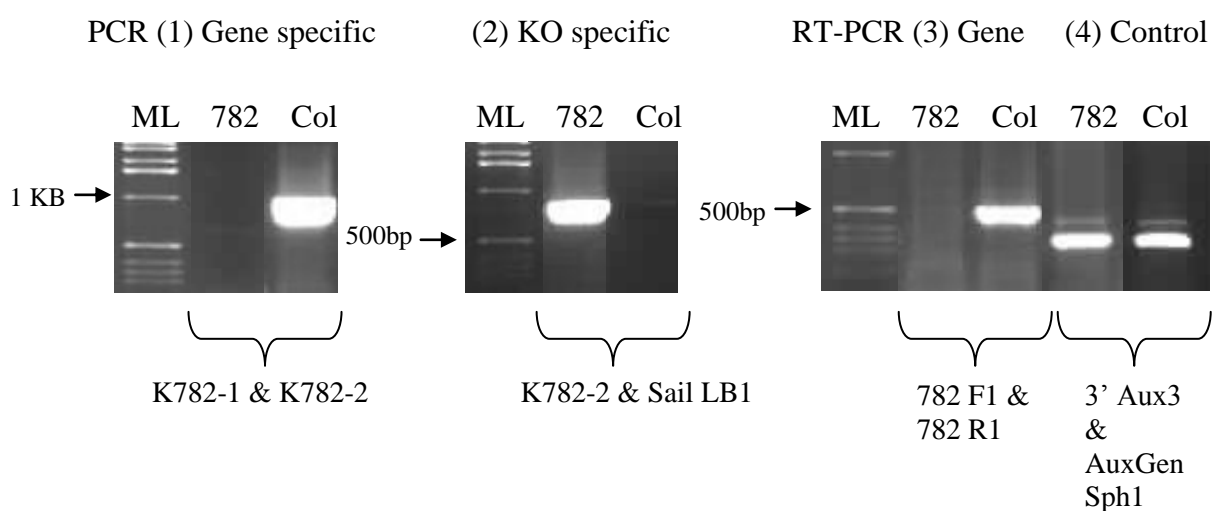 PCR (1) Gene specific (2) KO specific RT-PCR (3) Gene (4) Control
ML 782 Col ML 782 Col ML 782 Col 782 Col
1 KB
500bp
500bp
K782-1 & K782-2
K782-2 & Sail LB1
782 F1 &
782 R1
3’ Aux3
&
AuxGen
Sph1